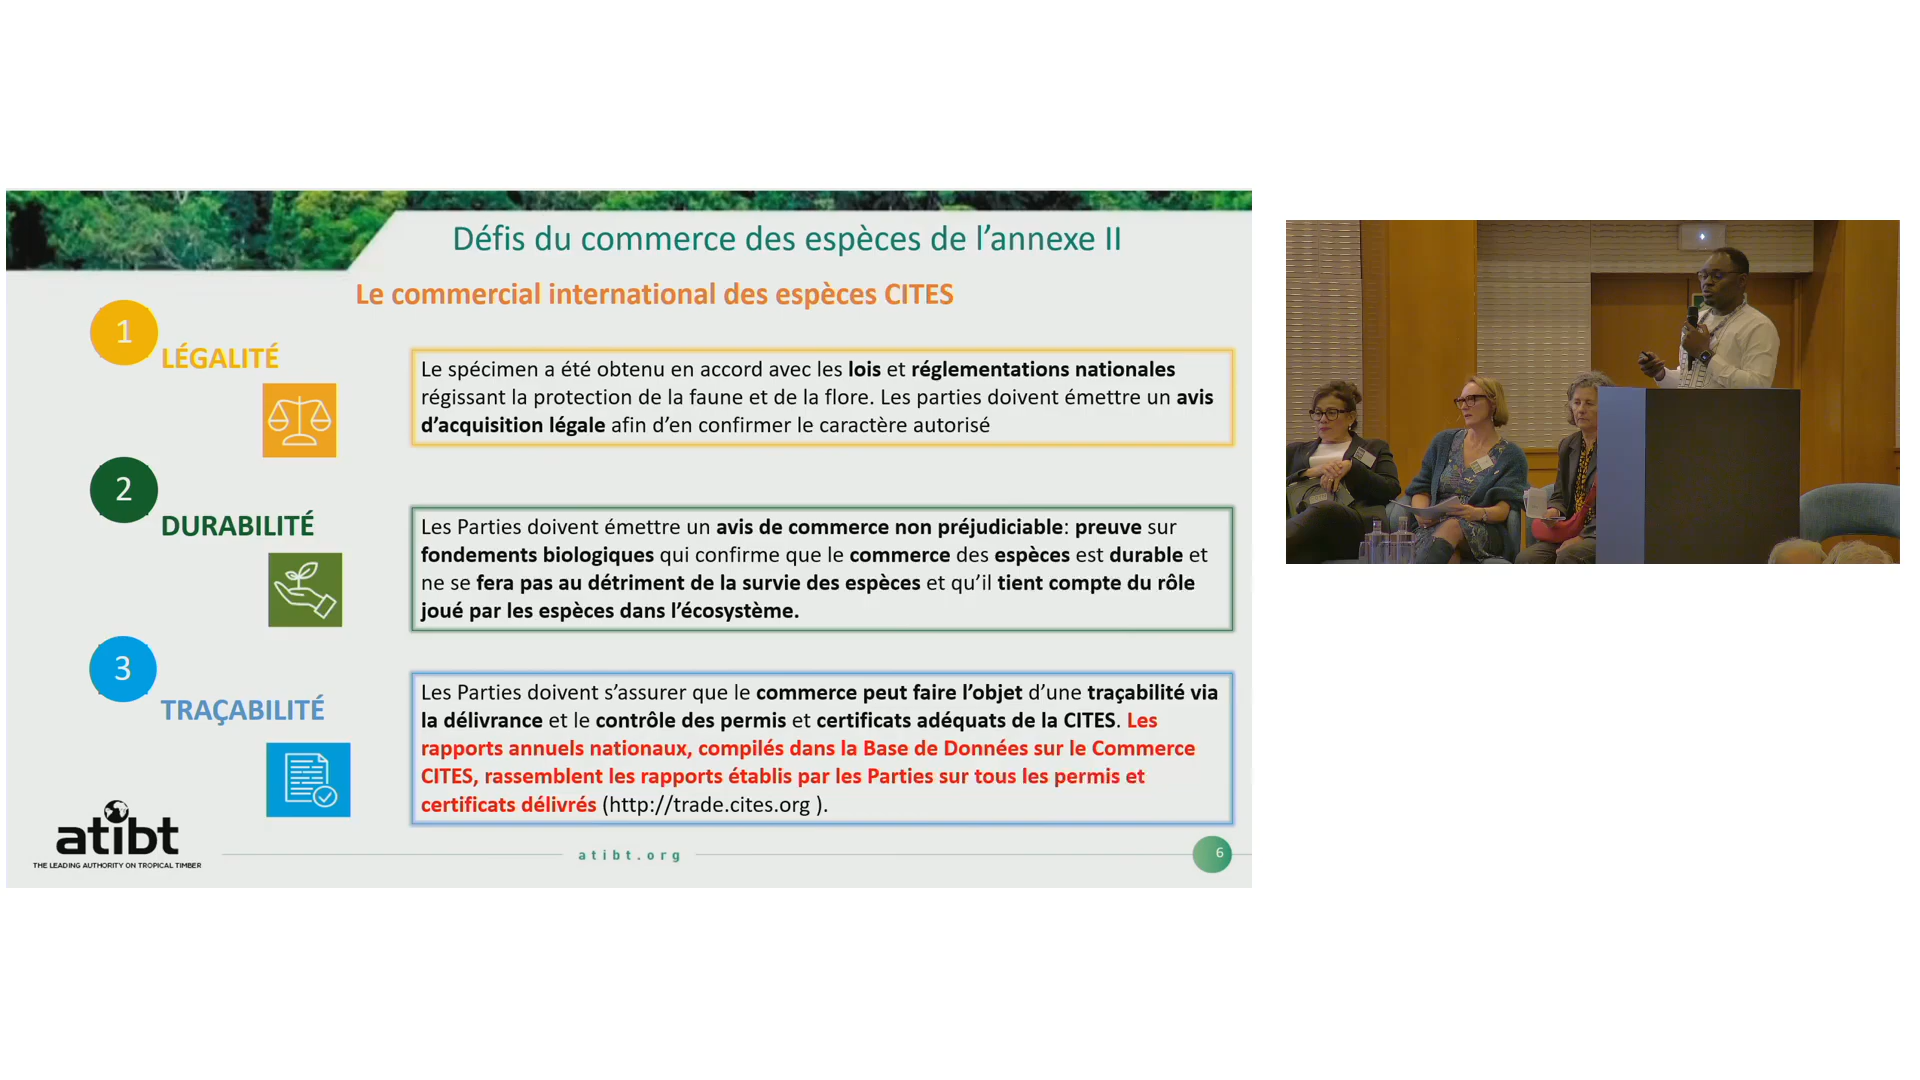 Défis du commerce des espèces de l’annexe II
Le commercial international des espèces CITES
1
LÉGALITÉ
Le spécimen a été obtenu en accord avec les lois et réglementations nationales
régissant la protection de la faune et de la flore. Les parties doivent émettre un avis
d’acquisition légale afin d’en confirmer le caractère autorisé
2
DURABILITÉ
Les Parties doivent émettre un avis de commerce non préjudiciable: preuve sur
fondements biologiques qui confirme que le commerce des espèces est durable et
ne se fera pas au détriment de la survie des espèces et qu’il tient compte du rôle
joué par les espèces dans l’écosystème.
3
TRAÇABILITÉ
Les Parties doivent s’assurer que le commerce peut faire l’objet d’une traçabilité via
la délivrance et le contrôle des permis et certificats adéquats de la CITES. Les
rapports annuels nationaux, compilés dans la Base de Données sur le Commerce
CITES, rassemblent les rapports établis par les Parties sur tous les permis et
certificats délivrés (http://trade.cites.org ).
atibt
THE LEADING AUTHORITY ON TROPICAL TIMBER
atibt.org
6